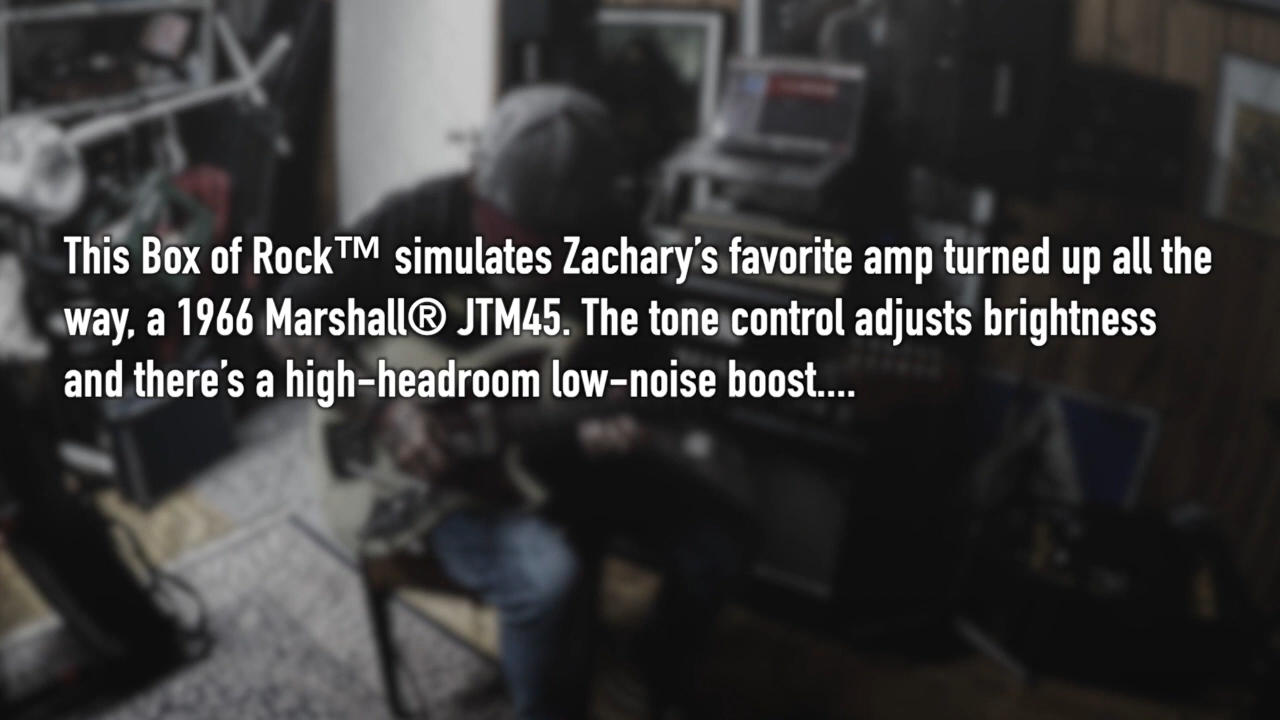 This Box of Rock™ simulates Zachary’s favorite amp turned up all the
way, a 1966 Marshall® JTM45. The tone control adjusts brightness
and there’s a high-headroom low-noise boost....